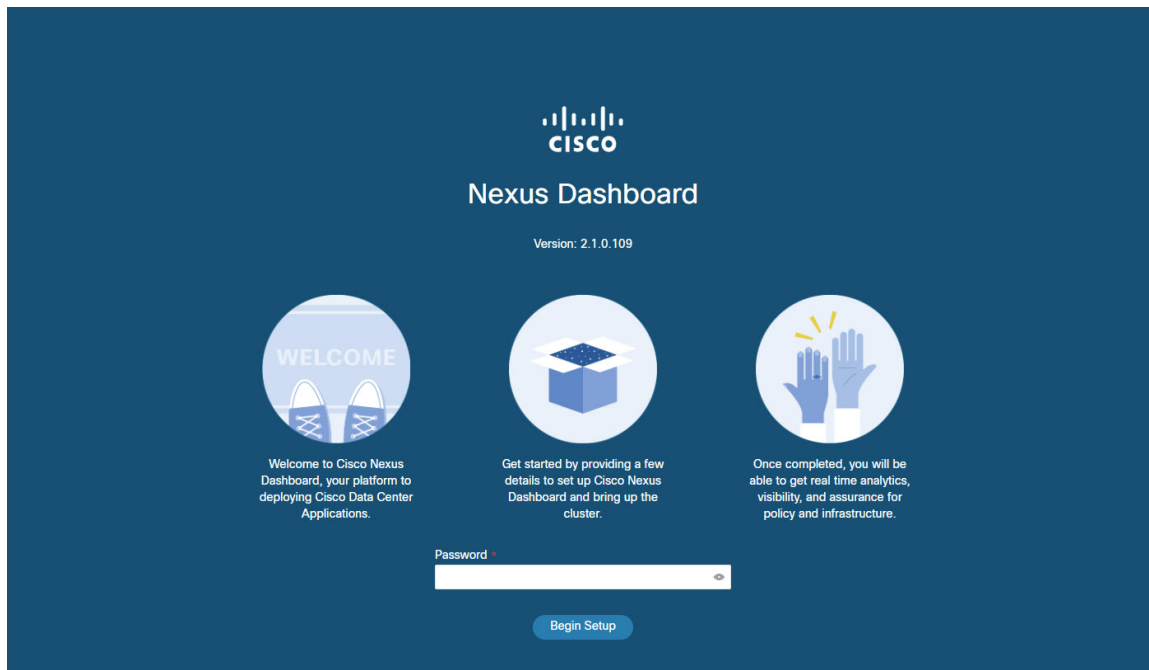 CISCO
Nexus Dashboard
Version: 2.1.0.109
WELCOME
Welcome to Cisco Nexus
Dashboard, your platform to
deploying Cisco Data Center
Applications.
Get started by providing a few
details to set up Cisco Nexus
Dashboard and bring up the
cluster.
Once completed, you will be
able to get real time analytics,
visibility, and assurance for
policy and infrastructure.
Password *
Begin Setup